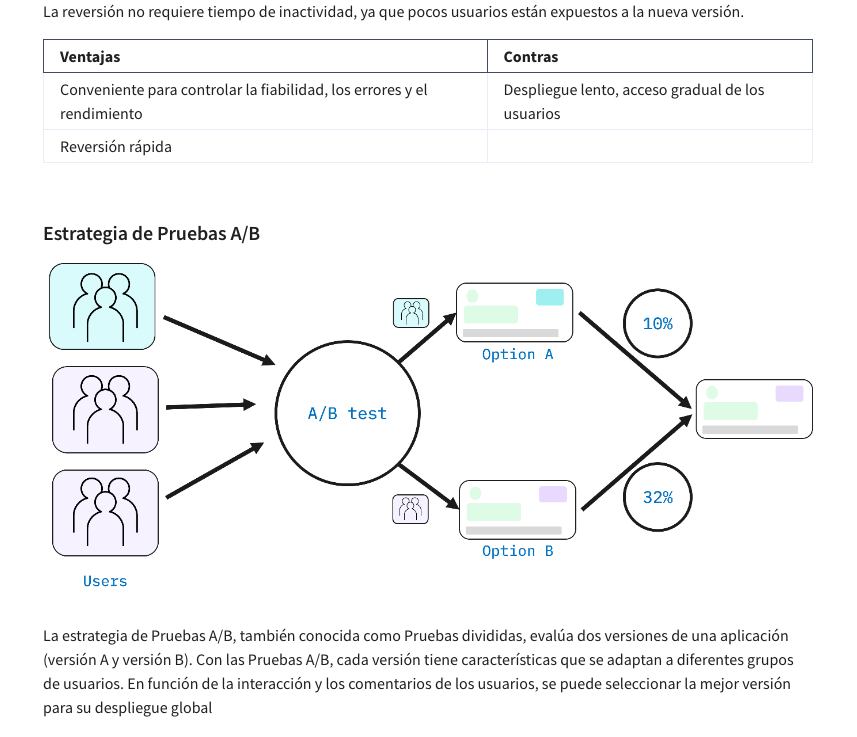 La reversión no requiere tiempo de inactividad, ya que pocos usuarios están expuestos a la nueva versión.
Ventajas
Contras
Conveniente para controlar la fiabilidad, los errores y el
rendimiento
Despliegue lento, acceso gradual de los
usuarios
Reversión rápida
Estrategia de Pruebas A/B
A/B test
Option A
10%
Option B
32%
Users
La estrategia de Pruebas A/B, también conocida como Pruebas divididas, evalúa dos versiones de una aplicación
(versión A y versión B). Con las Pruebas A/B, cada versión tiene características que se adaptan a diferentes grupos
de usuarios. En función de la interacción y los comentarios de los usuarios, se puede seleccionar la mejor versión
para su despliegue global